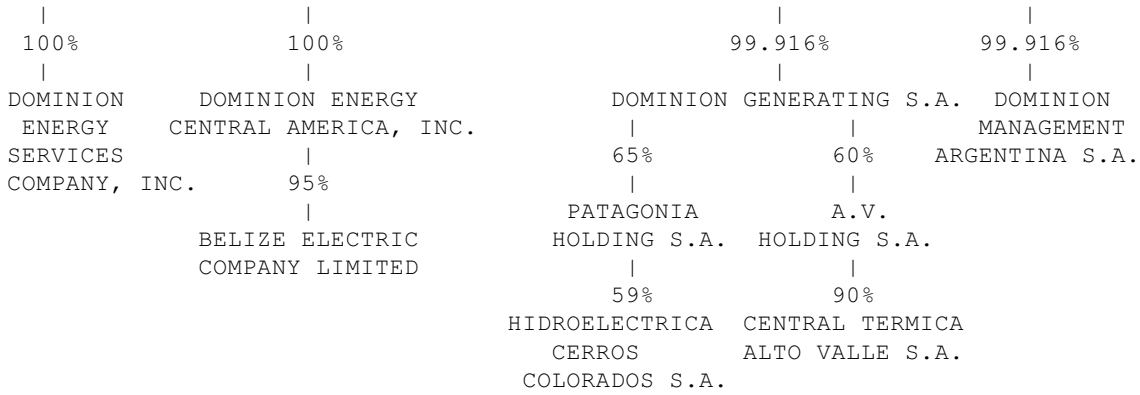 |                    |                                      |                    |
100%                 100%                                  99.916%              99.916%
|                    |                                      |                    |
DOMINION      DOMINION ENERGY                DOMINION GENERATING S.A.   DOMINION
ENERGY    CENTRAL AMERICA, INC.               |                |          MANAGEMENT
SERVICES             |                       65%              60%     ARGENTINA S.A.
COMPANY, INC.       95%                       |                |
|                       PATAGONIA          A.V.
BELIZE ELECTRIC          HOLDING S.A.   HOLDING S.A.
COMPANY LIMITED               |                |
59%              90%
HIDROELECTRICA   CENTRAL TERMICA
CERROS       ALTO VALLE S.A.
COLORADOS S.A.